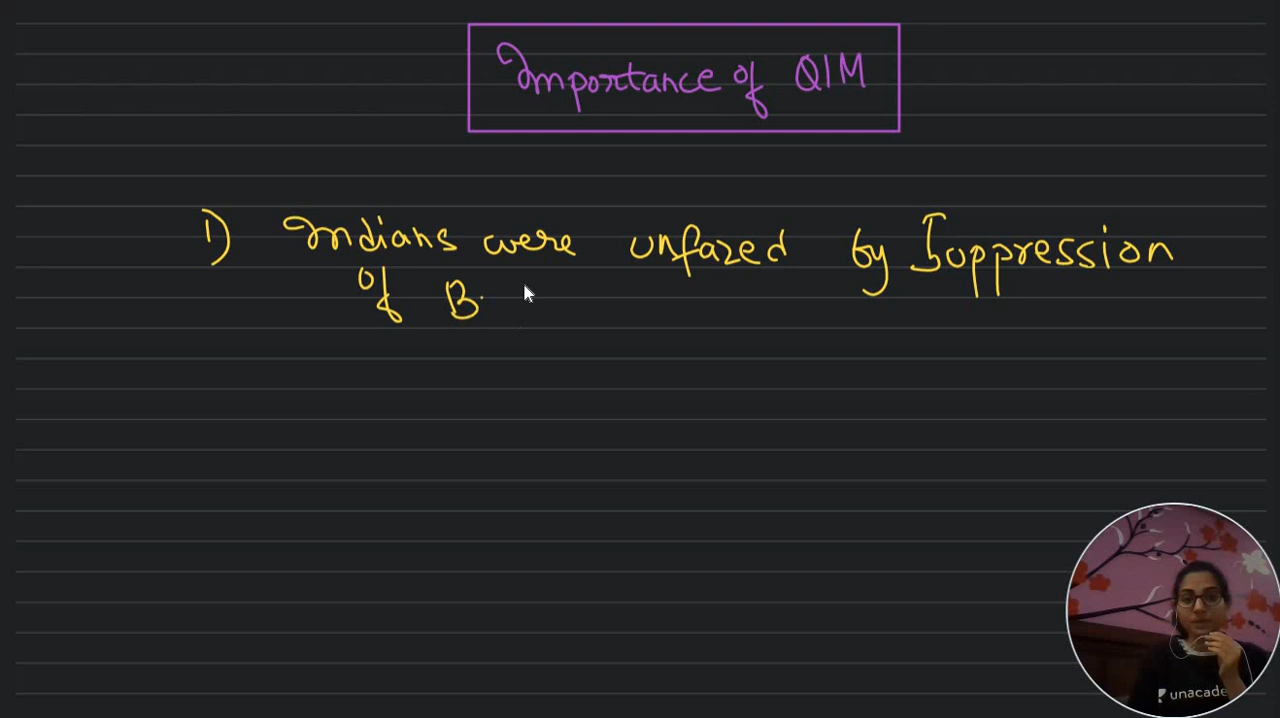 Importance of QIM
1) Indians were unfazed by Suppression
of B.
unacade